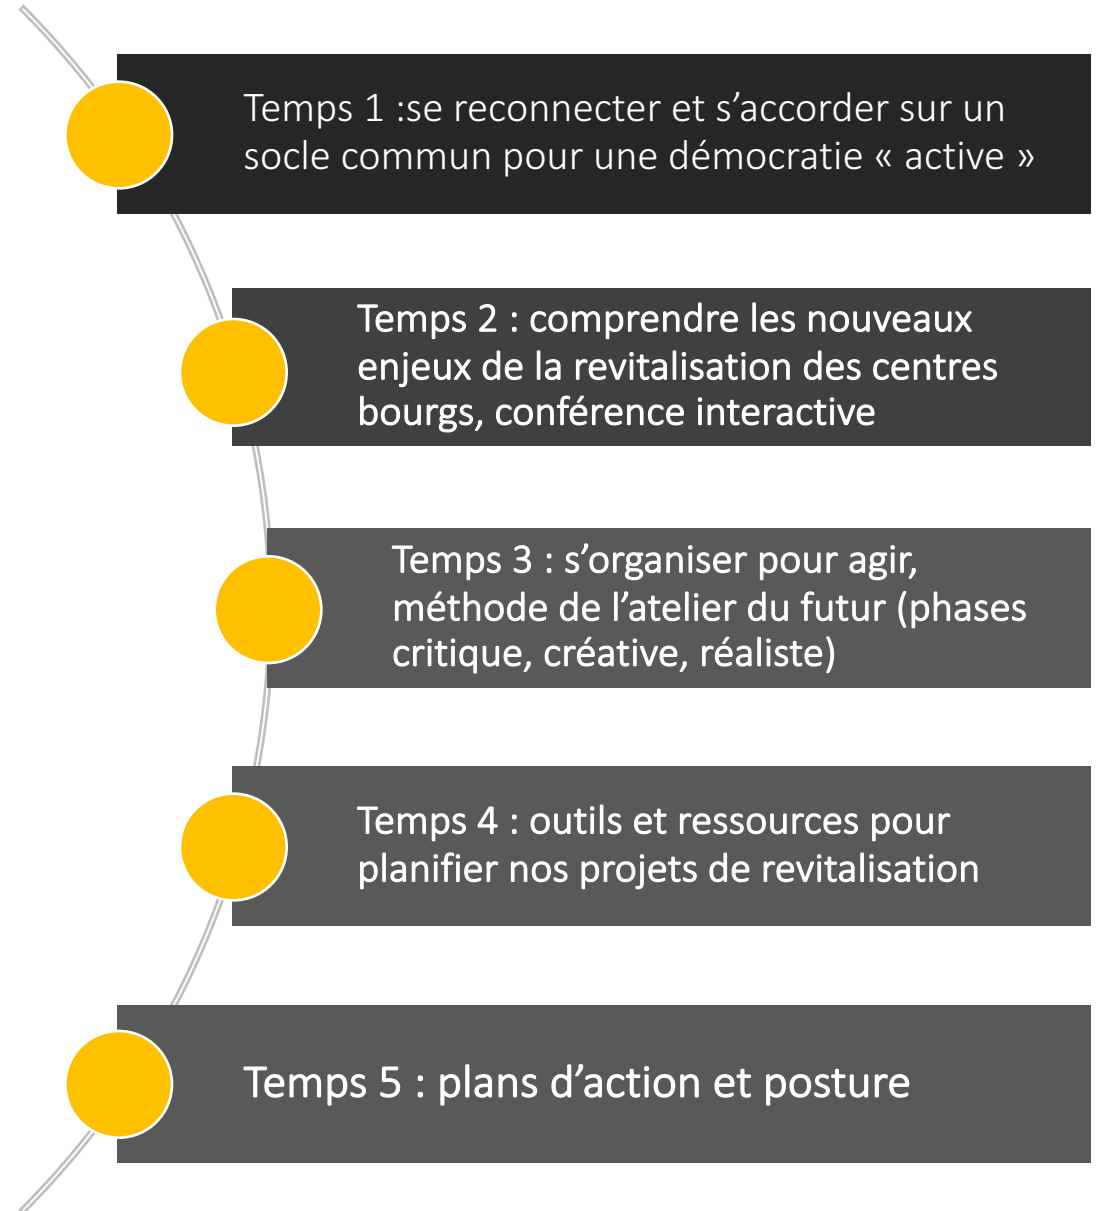 Temps 1 :se reconnecter et s’accorder sur un
socle commun pour une démocratie « active »
Temps 2 : comprendre les nouveaux
enjeux de la revitalisation des centres
bourgs, conférence interactive
Temps 3 : s’organiser pour agir,
méthode de l’atelier du futur (phases
critique, créative, réaliste)
Temps 4 : outils et ressources pour
planifier nos projets de revitalisation
Temps 5 : plans d’action et posture